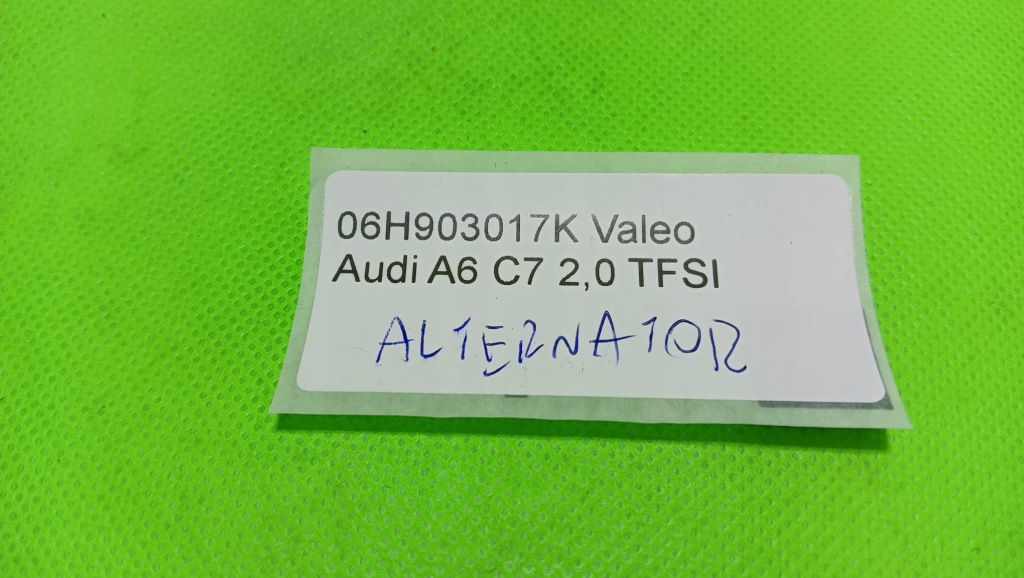 06H903017K Valeo
Audi A6 C7 2,0 TFSI
ALTERNATOR